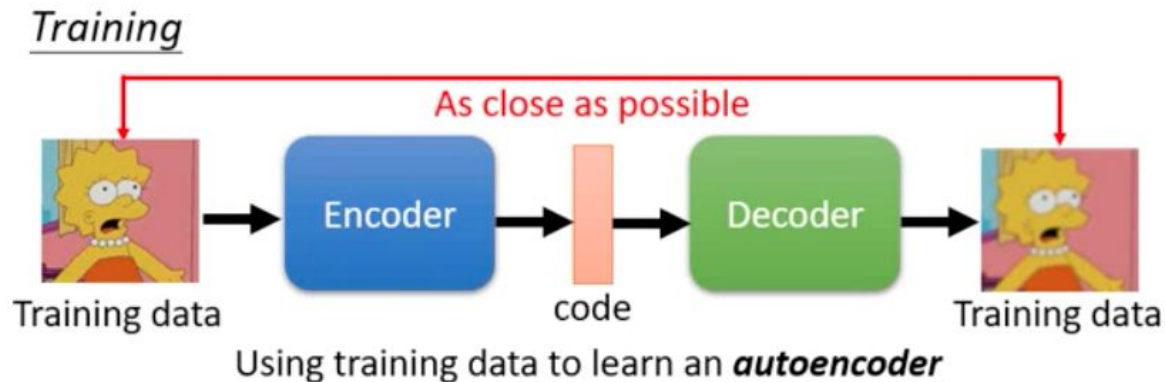 Training
As close as possible
Encoder
Decoder
Training data
code
Training data
Using training data to learn an autoencoder